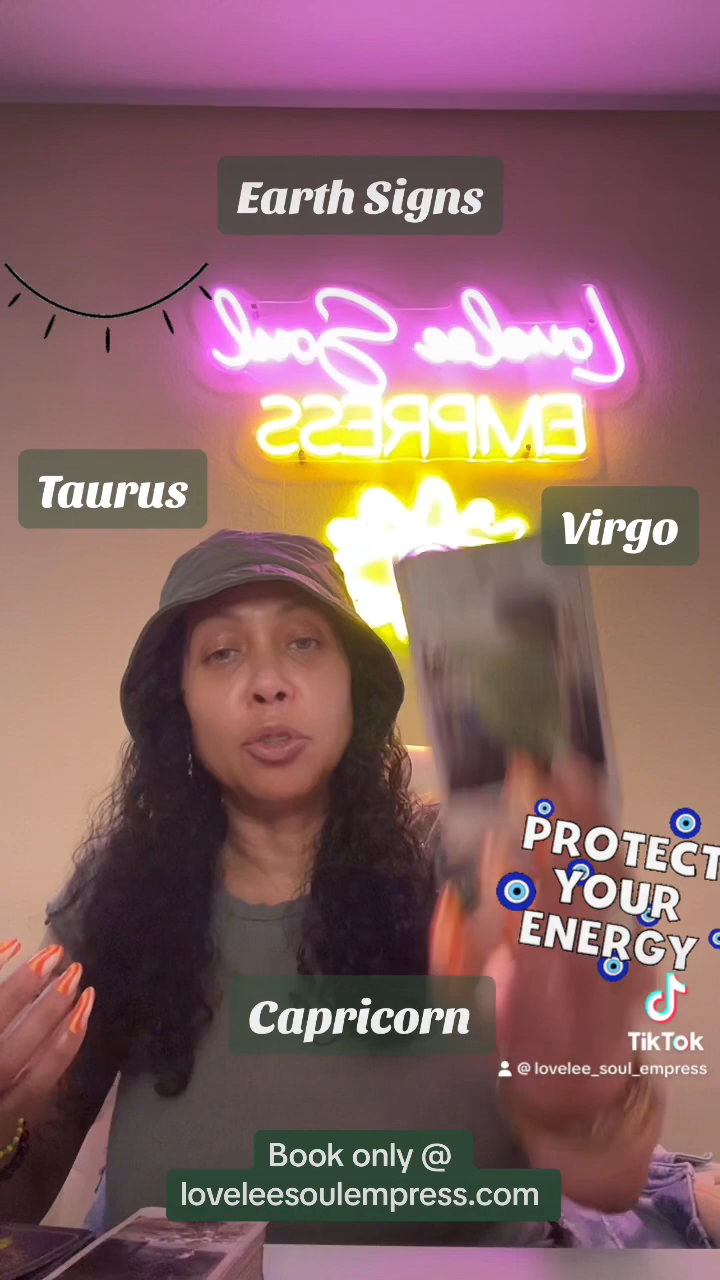 Earth Signs
Lovelee Soul
EMPRESS
Taurus
Virgo
PROTECT
YOUR
ENERGY
Capricorn
TikTok
@lovelee_soul_empress
Book only @
loveleesoulempress.com